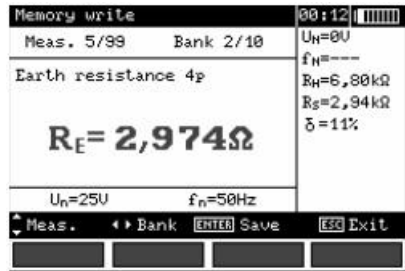 Memory write 00:12
Meas. 5/99 Bank 2/10
Earth resistance 4p
RE= 2,974Ω
Un=25V fn=50Hz
UN=0V
fN=---
RH=6,80kΩ
RS=2,94kΩ
δ=11%
Meas. Bank ENTER Save ESC Exit